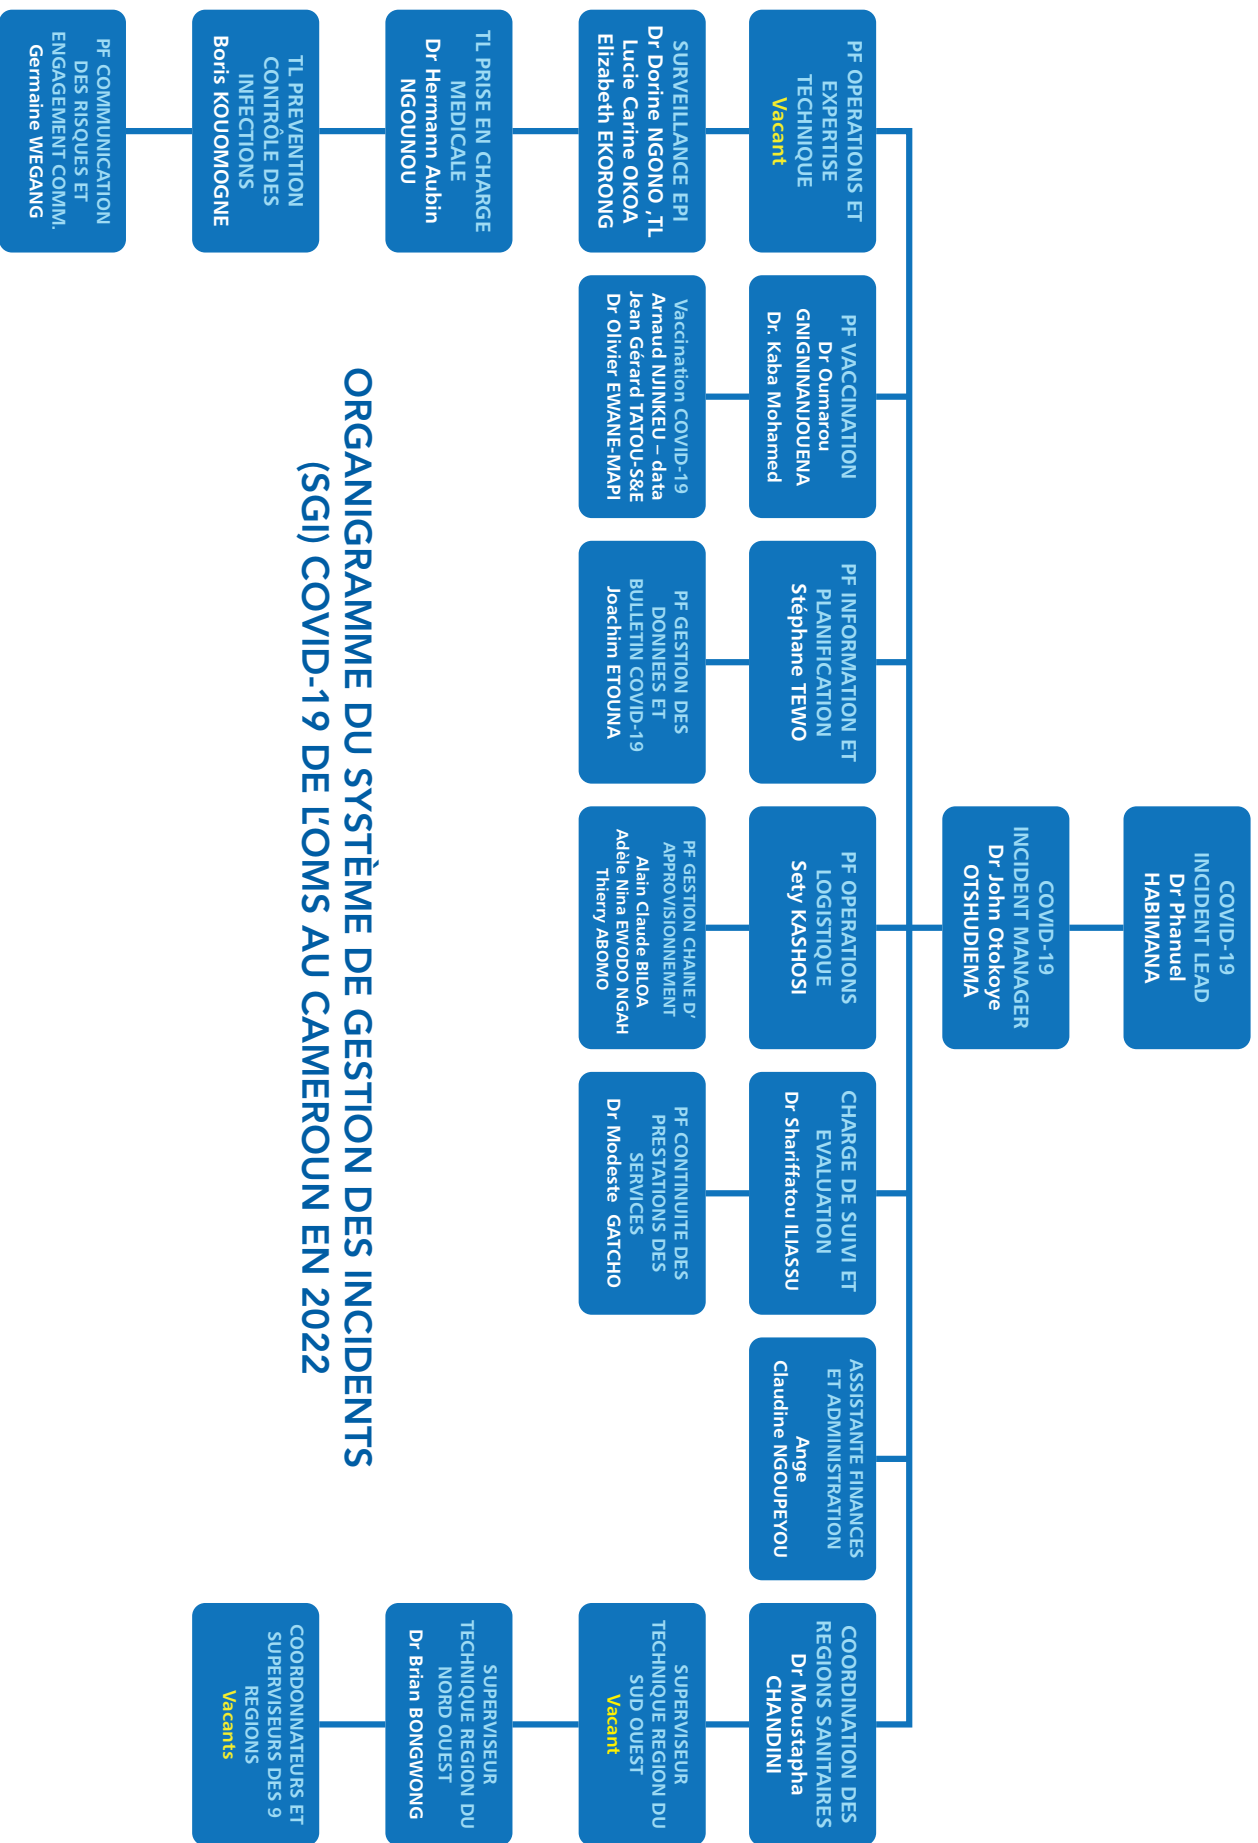 COVID-19
INCIDENT LEAD
Dr Phanuel
HABIMANA
COVID-19
INCIDENT MANAGER
Dr John Otokoye
OTSHUDIEMA
PF OPERATIONS ET
EXPERTISE
TECHNIQUE
Vacant
PF VACCINATION
Dr Oumarou
GNIGNINANJOUENA
Dr. Kaba Mohamed
PF INFORMATION ET
PLANIFICATION
Stéphane TEWO
PF OPERATIONS
LOGISTIQUE
Sety KASHOSI
CHARGE DE SUIVI ET
EVALUATION
Dr Shariffatou ILIASSU
ASSISTANTE FINANCES
ET ADMINISTRATION
Ange
Claudine NGOUPEYOU
COORDINATION DES
REGIONS SANITAIRES
Dr Moustapha
CHANDINI
SURVEILLANCE EPI
Dr Dorine NGONO ,TL
Lucie Carine OKOA
Elizabeth EKORONG
Vaccination COVID-19
Arnaud NJINKEU – data
Jean Gérard TATOU-S&E
Dr Olivier EWANE-MAPI
PF GESTION DES
DONNEES ET
BULLETIN COVID-19
Joachim ETOUNA
PF GESTION CHAINE D’
APPROVISIONNEMENT
Alain Claude BILOA
Adèle Nina EWODO NGAH
Thierry ABOMO
PF CONTINUITE DES
PRESTATIONS DES
SERVICES
Dr Modeste GATCHO
SUPERVISEUR
TECHNIQUE REGION DU
SUD OUEST
Vacant
TL PRISE EN CHARGE
MEDICALE
Dr Hermann Aubin
NGOUNOU
SUPERVISEUR
TECHNIQUE REGION DU
NORD OUEST
Dr Brian BONGWONG
TL PREVENTION
CONTRÔLE DES
INFECTIONS
Boris KOUOMOGNE
COORDONNATEURS ET
SUPERVISEURS DES 9
REGIONS
Vacants
PF COMMUNICATION
DES RISQUES ET
ENGAGEMENT COMM.
Germaine WEGANG
ORGANIGRAMME DU SYSTÈME DE GESTION DES INCIDENTS
(SGI) COVID-19 DE L’OMS AU CAMEROUN EN 2022